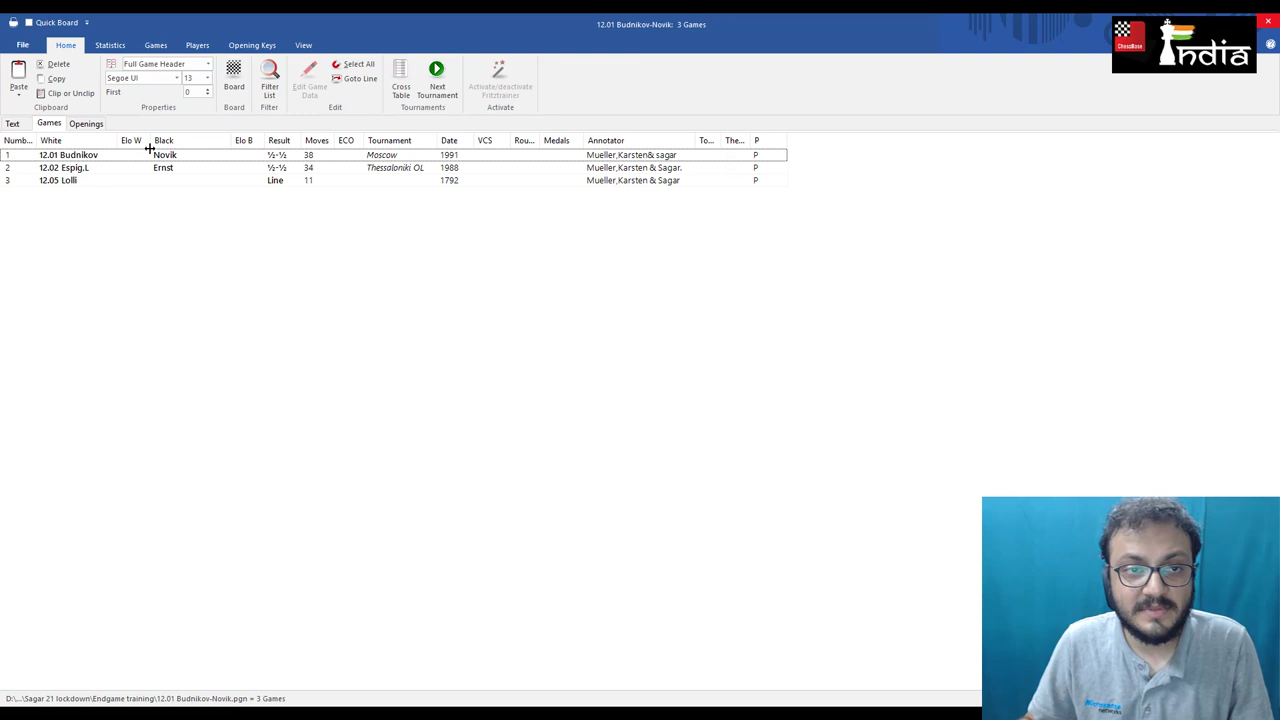 Quick Board
12.01 Budnikov-Novik: 3 Games
ChessBase
India
File Home Statistics Games Players Opening Keys View
Paste
Delete
Copy
Copy or Unclip
Clipboard
Full Game Header
Segoe UI 13
First 0
Properties
Board
Board
Filter List
Filter
Edit Game Data
Select All
Goto Line
Edit
Cross Table
Next Tournament
Tournaments
Activate/deactivate Fritztrainer
Activate
Text Games Openings
Numb... White Elo W Black Elo B Result Moves ECO Tournament Date VCS Rou... Medals Annotator To... The... P
1 12.01 Budnikov Novik ½-½ 38 Moscow 1991 Mueller,Karsten& sagar P
2 12.02 Espig,L Ernst ½-½ 34 Thessaloniki OL 1988 Mueller,Karsten & Sagar. P
3 12.05 Lolli Line 11 1792 Mueller,Karsten & Sagar P
D:\...\Sagar 21 lockdown\Endgame training\12.01 Budnikov-Novik.pgn = 3 Games
Microsense
networks